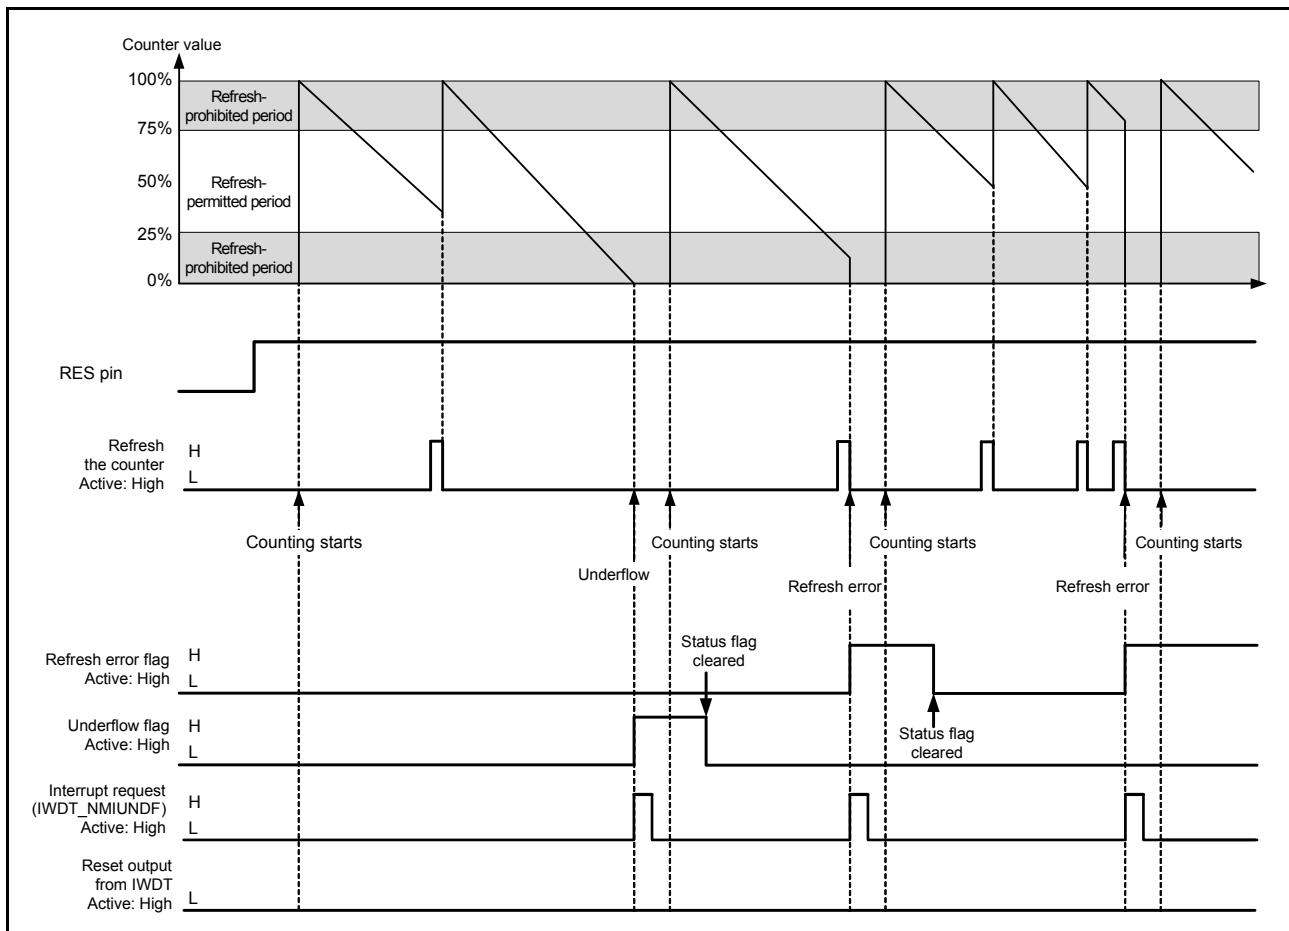 Counter value
100%
Refresh-
prohibited period
75%
50%
Refresh-
permitted period
25%
Refresh-
prohibited period
0%
RES pin
Refresh
the counter
Active: High
H
L
Counting starts
Counting starts
Counting starts
Counting starts
Underflow
Refresh error
Refresh error
Refresh error flag
Active: High
H
L
Status flag
cleared
Underflow flag
Active: High
H
L
Status flag
cleared
Interrupt request
(IWDT_NMIUNDF)
Active: High
H
L
Reset output
from IWDT
Active: High
L